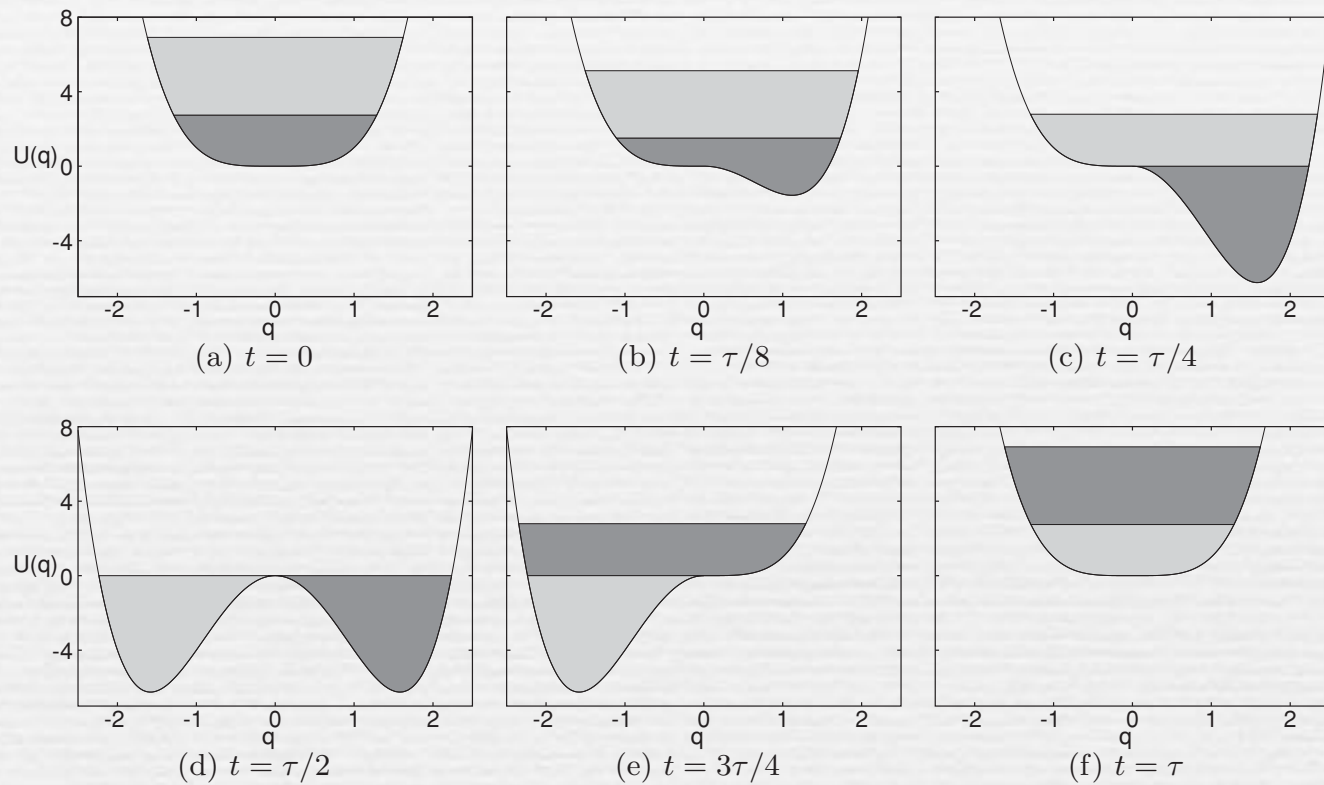 8
4
U(q) 0
-4
-2 -1 0 1 2
q
(a) t = 0
-2 -1 0 1 2
q
(b) t = τ/8
-2 -1 0 1 2
q
(c) t = τ/4
8
4
U(q) 0
-4
-2 -1 0 1 2
q
(d) t = τ/2
-2 -1 0 1 2
q
(e) t = 3τ/4
-2 -1 0 1 2
q
(f) t = τ